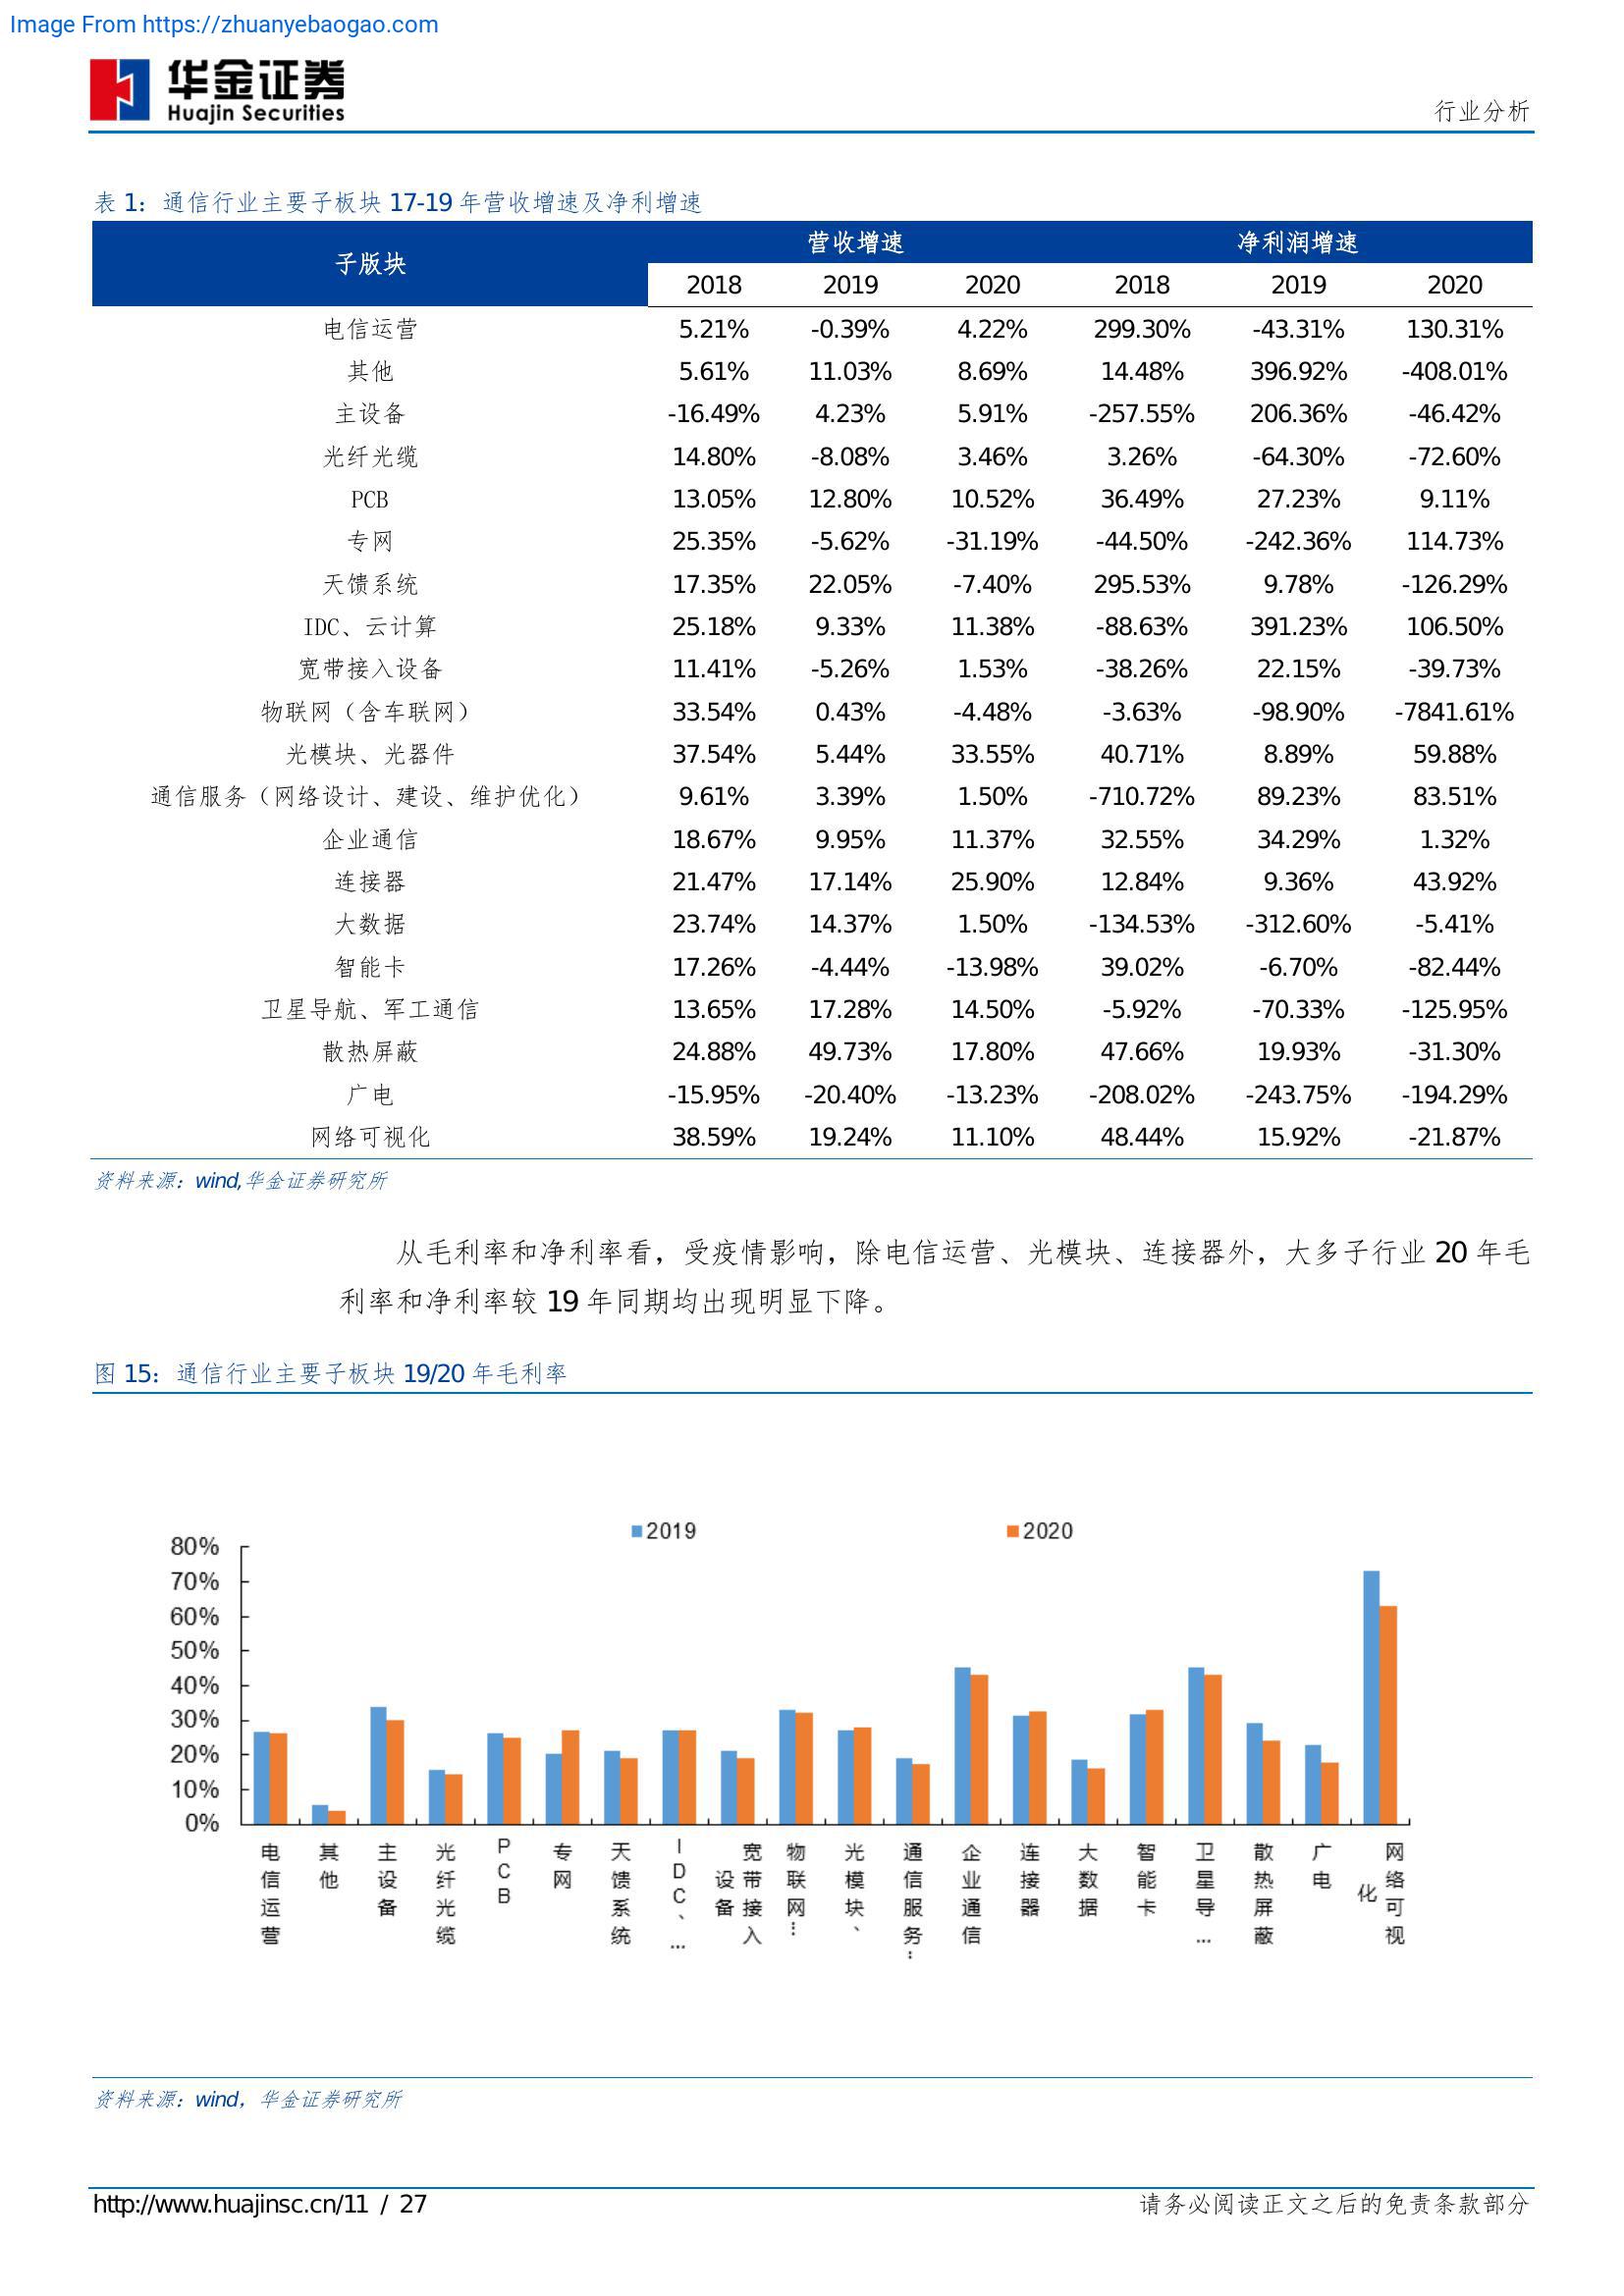 Image From https://zhuanyebaogao.com
华金证券
Huajin Securities
行业分析
表 1：通信行业主要子板块 17-19 年营收增速及净利增速
子版块 营收增速 净利润增速
2018 2019 2020 2018 2019 2020
电信运营 5.21% -0.39% 4.22% 299.30% -43.31% 130.31%
其他 5.61% 11.03% 8.69% 14.48% 396.92% -408.01%
主设备 -16.49% 4.23% 5.91% -257.55% 206.36% -46.42%
光纤光缆 14.80% -8.08% 3.46% 3.26% -64.30% -72.60%
PCB 13.05% 12.80% 10.52% 36.49% 27.23% 9.11%
专网 25.35% -5.62% -31.19% -44.50% -242.36% 114.73%
天馈系统 17.35% 22.05% -7.40% 295.53% 9.78% -126.29%
IDC、云计算 25.18% 9.33% 11.38% -88.63% 391.23% 106.50%
宽带接入设备 11.41% -5.26% 1.53% -38.26% 22.15% -39.73%
物联网（含车联网） 33.54% 0.43% -4.48% -3.63% -98.90% -7841.61%
光模块、光器件 37.54% 5.44% 33.55% 40.71% 8.89% 59.88%
通信服务（网络设计、建设、维护优化） 9.61% 3.39% 1.50% -710.72% 89.23% 83.51%
企业通信 18.67% 9.95% 11.37% 32.55% 34.29% 1.32%
连接器 21.47% 17.14% 25.90% 12.84% 9.36% 43.92%
大数据 23.74% 14.37% 1.50% -134.53% -312.60% -5.41%
智能卡 17.26% -4.44% -13.98% 39.02% -6.70% -82.44%
卫星导航、军工通信 13.65% 17.28% 14.50% -5.92% -70.33% -125.95%
散热屏蔽 24.88% 49.73% 17.80% 47.66% 19.93% -31.30%
广电 -15.95% -20.40% -13.23% -208.02% -243.75% -194.29%
网络可视化 38.59% 19.24% 11.10% 48.44% 15.92% -21.87%
资料来源：wind,华金证券研究所
从毛利率和净利率看，受疫情影响，除电信运营、光模块、连接器外，大多子行业 20 年毛
利率和净利率较 19 年同期均出现明显下降。
图 15：通信行业主要子板块 19/20 年毛利率
2019 2020
80%
70%
60%
50%
40%
30%
20%
10%
0%
电信运营
其他
主设备
光纤光缆
PCB
专网
天馈系统
IDC、…
宽带接入设备
物联网…
光模块、
通信服务…
企业通信
连接器
大数据
智能卡
卫星导…
散热屏蔽
广电
网络可视化
资料来源：wind，华金证券研究所
http://www.huajinsc.cn/11 / 27
请务必阅读正文之后的免责条款部分